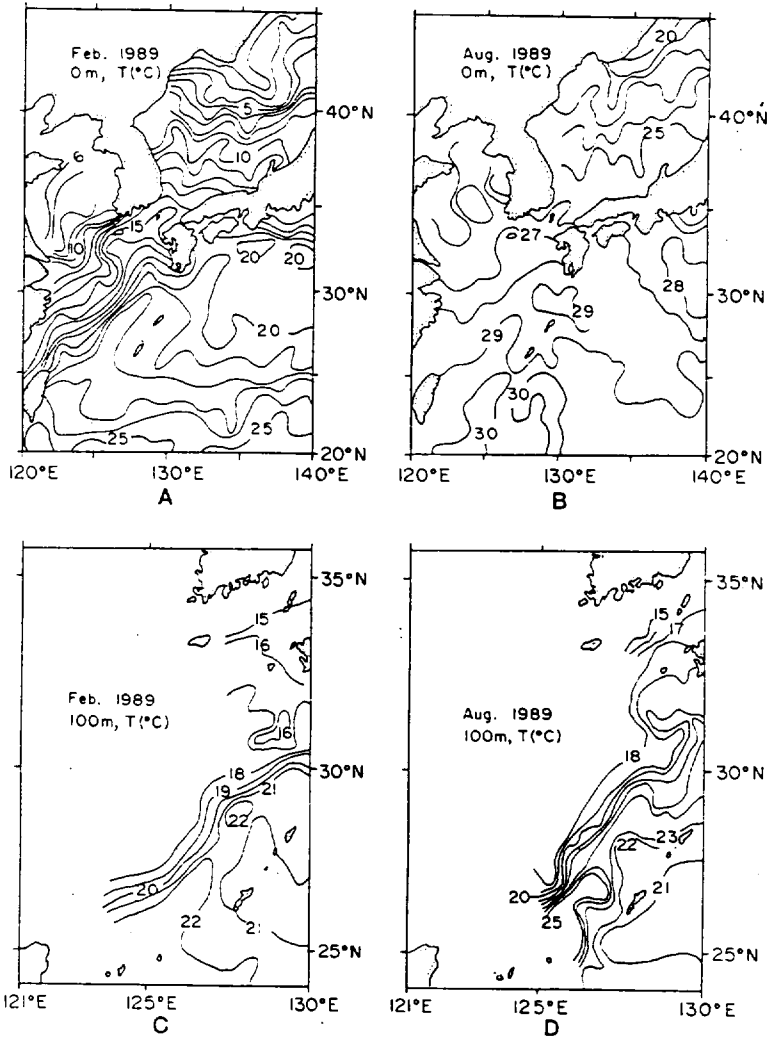 Feb. 1989
0m, T(°C)
5
40°N
6
10
15
10
20
20
30°N
20
25
25
20°N
120°E
130°E
140°E
A
Aug. 1989
0m, T(°C)
20
40°N
25
27
28
30°N
29
29
30
30
20°N
120°E
130°E
140°E
B
35°N
15
16
Feb. 1989
100m, T(°C)
16
18
30°N
19
21
22
20
22
25°N
121°E
125°E
130°E
C
35°N
15
17
Aug. 1989
100m, T(°C)
18
30°N
23
22
21
20
25
25°N
121°E
125°E
130°E
D